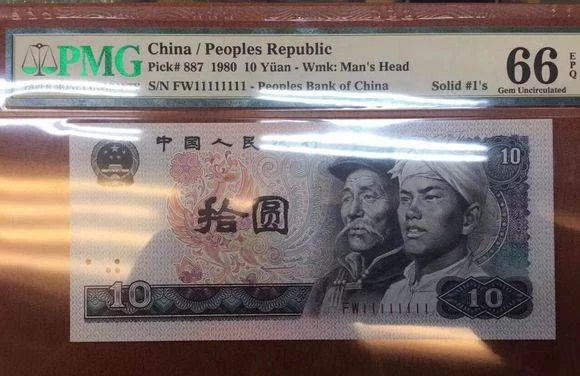 PMG
China / Peoples Republic
Pick# 887 1980 10 Yüan - Wmk: Man's Head
S/N FW11111111 - Peoples Bank of China
Solid #1's
66
EPQ
Gem Uncirculated
中国人民
10
拾圆
FW11111111
10
10